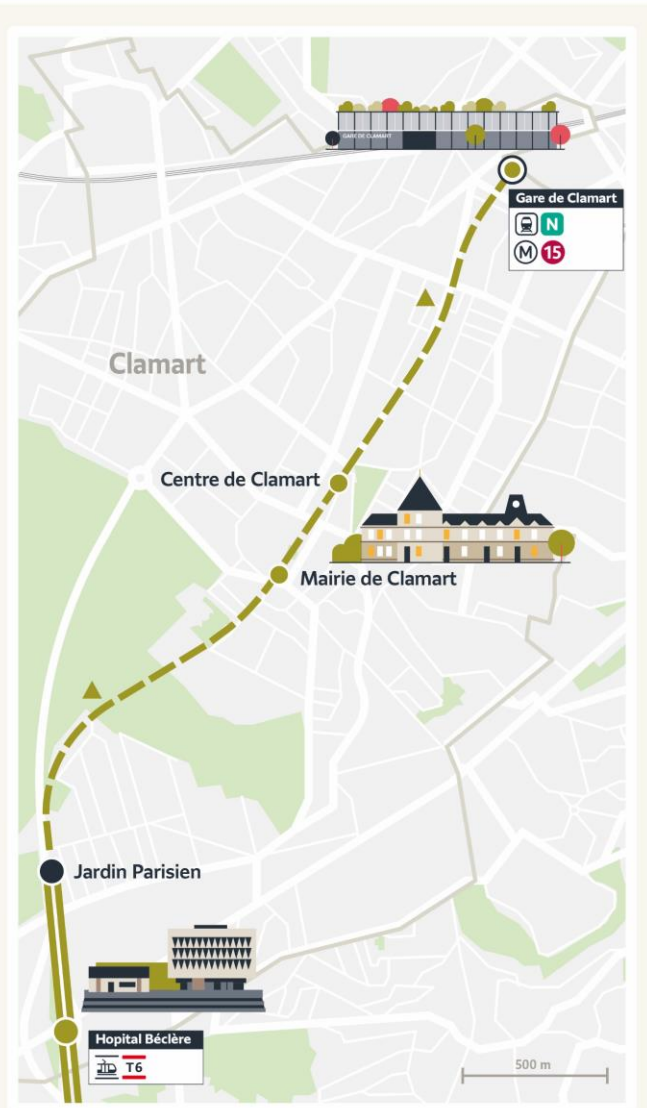 GARE DE CLAMART
Gare de Clamart
N
M 15
Clamart
Centre de Clamart
Mairie de Clamart
Jardin Parisien
Hopital Béclère
T6
500 m